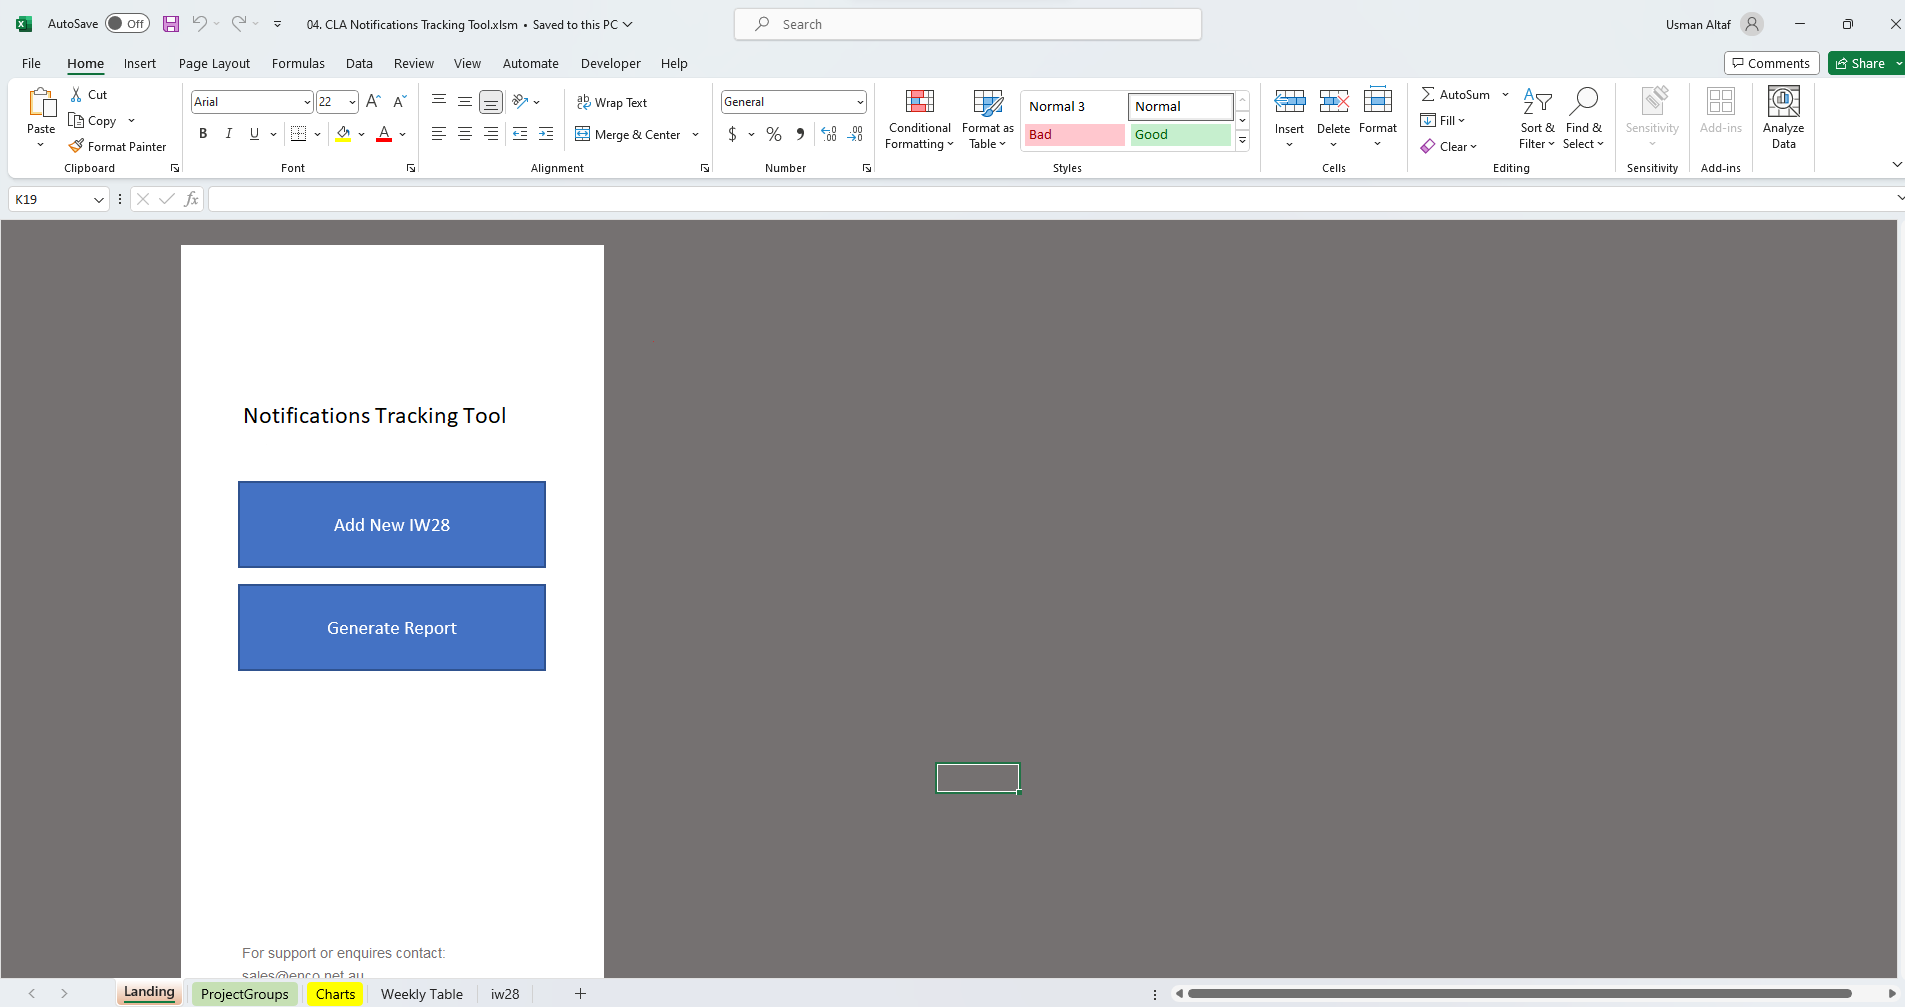 AutoSave Off 04. CLA Notifications Tracking Tool.xlsm • Saved to this PC Search Usman Altaf
File Home Insert Page Layout Formulas Data Review View Automate Developer Help Comments Share
Paste
Cut
Copy
Format Painter
Clipboard
Arial 22
B I U A
Font
Wrap Text
Merge & Center
Alignment
General
$ % 9
Number
Conditional Formatting
Format as Table
Normal 3 Normal
Bad Good
Styles
Insert Delete Format
Cells
AutoSum
Fill
Clear
Sort & Filter
Find & Select
Editing
Sensitivity
Sensitivity
Add-ins
Add-ins
Analyze Data
K19 fx
Notifications Tracking Tool
Add New IW28
Generate Report
For support or enquires contact:
sales@enco.net.au
Landing ProjectGroups Charts Weekly Table iw28